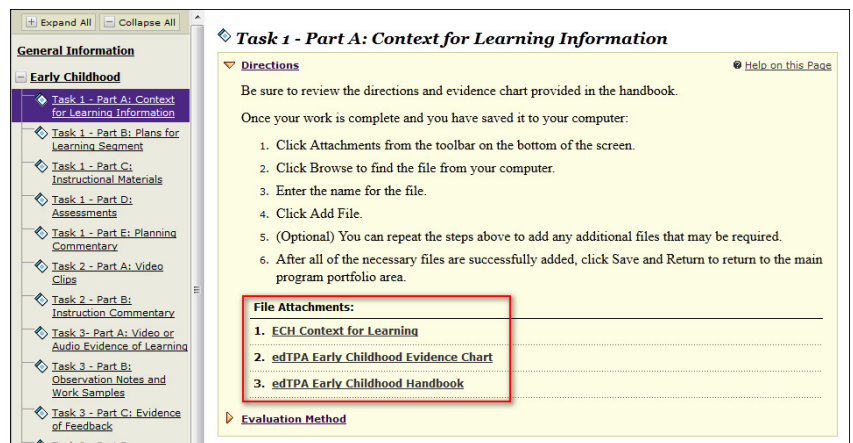 Expand All
Collapse All
General Information
Early Childhood
Task 1 - Part A: Context
for Learning Information
Task 1 - Part B: Plans for
Learning Segment
Task 1 - Part C:
Instructional Materials
Task 1 - Part D:
Assessments
Task 1 - Part E: Planning
Commentary
Task 2 - Part A: Video
Clips
Task 2 - Part B:
Instruction Commentary
Task 3- Part A: Video or
Audio Evidence of Learning
Task 3 - Part B:
Observation Notes and
Work Samples
Task 3 - Part C: Evidence
of Feedback
Task 1 - Part A: Context for Learning Information
Directions
Help on this Page
Be sure to review the directions and evidence chart provided in the handbook.
Once your work is complete and you have saved it to your computer:
1. Click Attachments from the toolbar on the bottom of the screen.
2. Click Browse to find the file from your computer.
3. Enter the name for the file.
4. Click Add File.
5. (Optional) You can repeat the steps above to add any additional files that may be required.
6. After all of the necessary files are successfully added, click Save and Return to return to the main
program portfolio area.
File Attachments:
1. ECH Context for Learning
2. edTPA Early Childhood Evidence Chart
3. edTPA Early Childhood Handbook
Evaluation Method